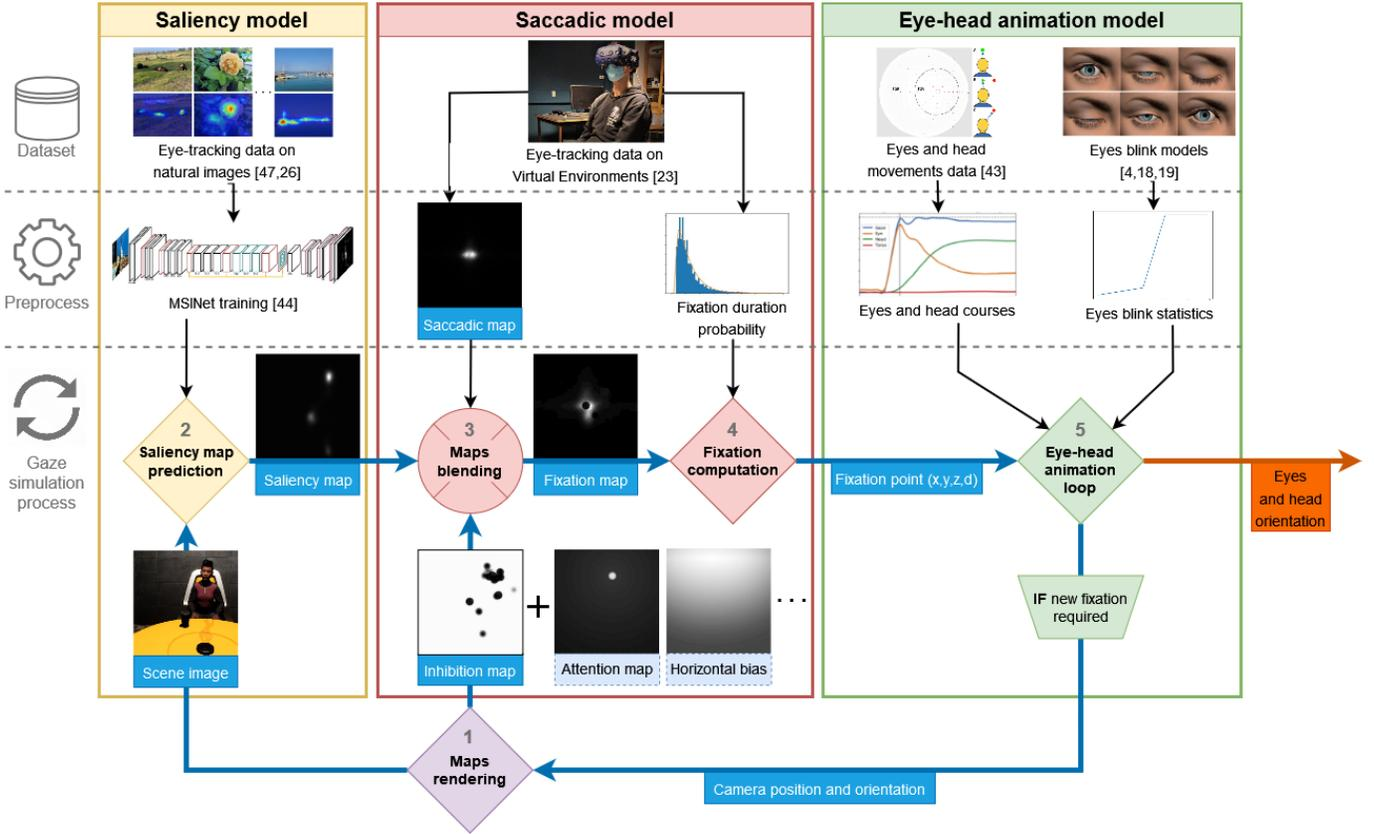 Saliency model
Saccadic model
Eye-head animation model
Dataset
Eye-tracking data on
natural images [47,26]
Eye-tracking data on
Virtual Environments [23]
Eyes and head
movements data [43]
Eyes blink models
[4,18,19]
Preprocess
MSINet training [44]
Saccadic map
Fixation duration
probability
Eyes and head courses
Eyes blink statistics
Gaze
simulation
process
2
Saliency map
prediction
Saliency map
3
Maps
blending
Fixation map
4
Fixation
computation
Fixation point (x,y,z,d)
5
Eye-head
animation
loop
Eyes
and head
orientation
Scene image
Inhibition map
+
Attention map
Horizontal bias
...
IF new fixation
required
1
Maps
rendering
Camera position and orientation